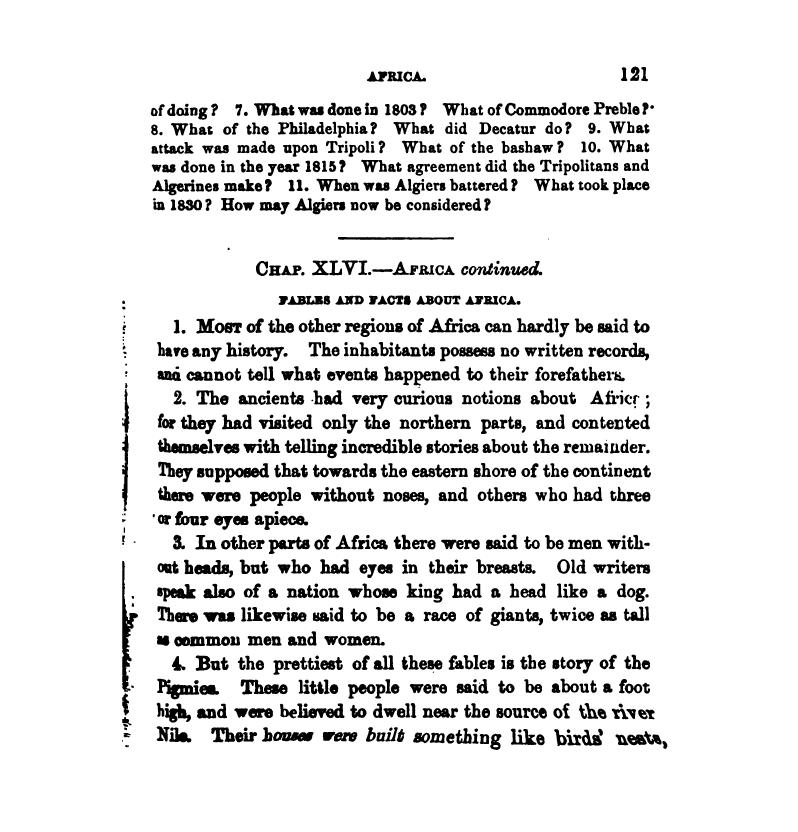 AFRICA. 121
of doing? 7. What was done in 1803? What of Commodore Preble?
8. What of the Philadelphia? What did Decatur do? 9. What
attack was made upon Tripoli? What of the bashaw? 10. What
was done in the year 1815? What agreement did the Tripolitans and
Algerines make? 11. When was Algiers battered? What took place
in 1830? How may Algiers now be considered?
CHAP. XLVI.—AFRICA continued.
FABLES AND FACTS ABOUT AFRICA.
1. MOST of the other regions of Africa can hardly be said to
have any history. The inhabitants possess no written records,
and cannot tell what events happened to their forefathers.
2. The ancients had very curious notions about Africa;
for they had visited only the northern parts, and contented
themselves with telling incredible stories about the remainder.
They supposed that towards the eastern shore of the continent
there were people without noses, and others who had three
or four eyes apiece.
3. In other parts of Africa there were said to be men with-
out heads, but who had eyes in their breasts. Old writers
speak also of a nation whose king had a head like a dog.
There was likewise said to be a race of giants, twice as tall
as common men and women.
4. But the prettiest of all these fables is the story of the
Pigmies. These little people were said to be about a foot
high, and were believed to dwell near the source of the river
Nile. Their houses were built something like birds' nests,